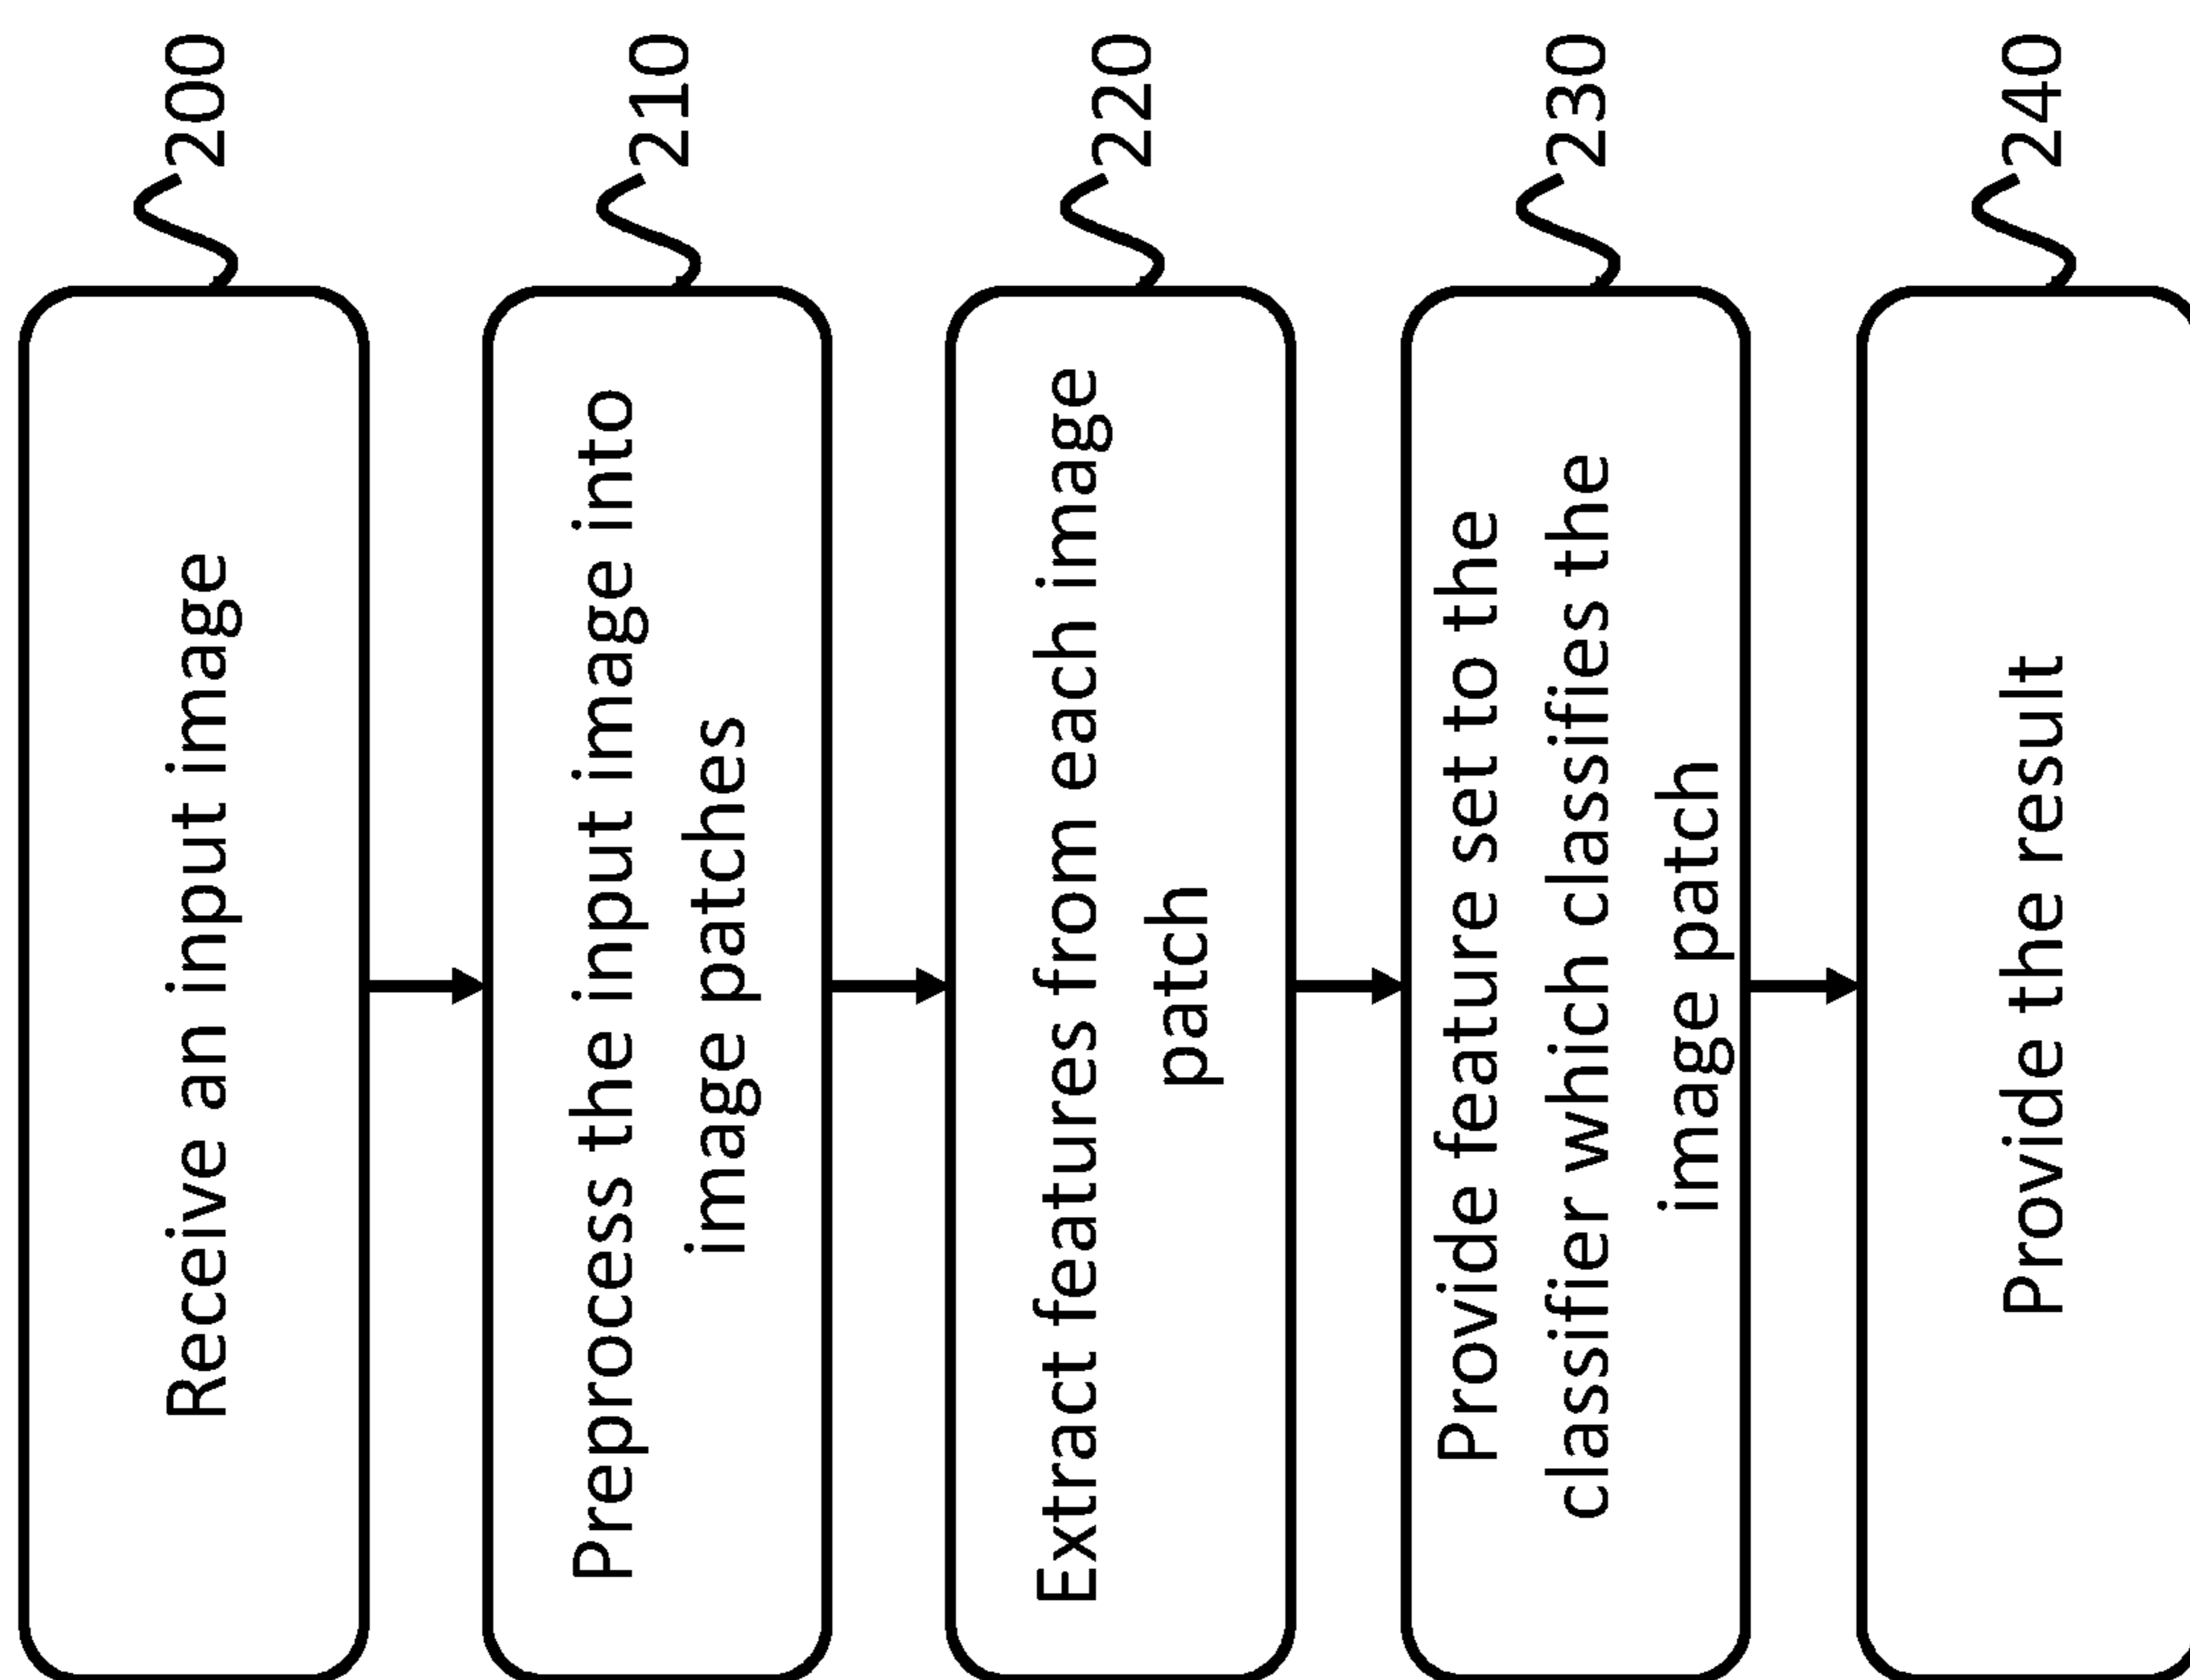 Receive an input image
200
Preprocess the input image into
image patches
210
Extract features from each image
patch
220
Provide feature set to the
classifier which classifies the
image patch
230
Provide the result
240